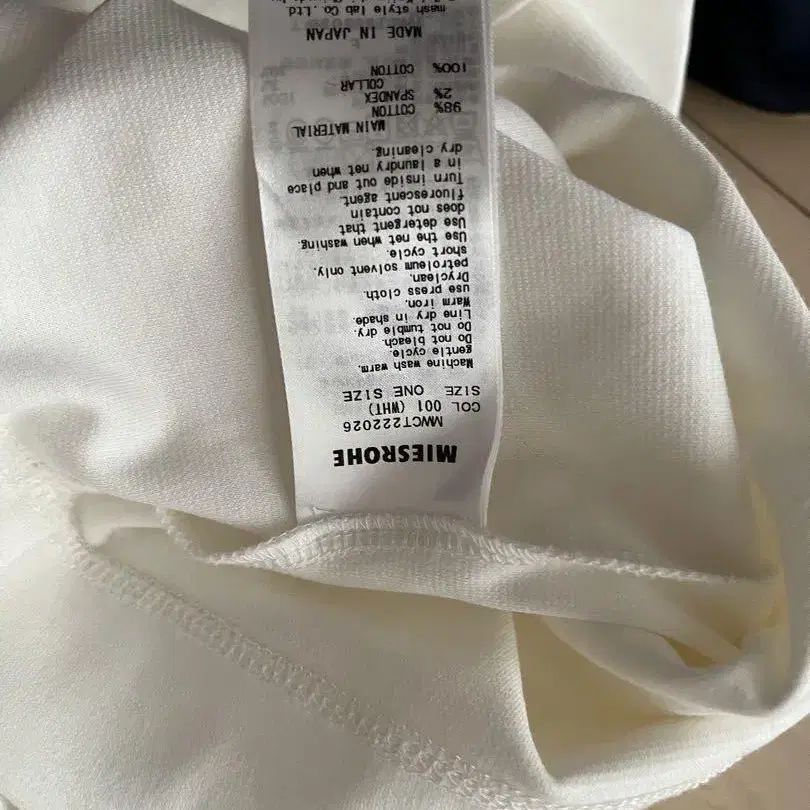 MIESROHE
MWCT222026
COL 001 (WHT)
SIZE ONE SIZE
Machine wash warm.
gentle cycle.
Do not bleach.
Do not tumble dry.
Line dry in shade.
Warm iron.
use press cloth.
Dryclean.
petroleum solvent only.
short cycle.
Use the net when washing.
Use detergent that
does not contain
fluorescent agent.
Turn inside out and place
in a laundry net when
dry cleaning.
MAIN MATERIAL
98% COTTON
2% SPANDEX
COLLAR
100% COTTON
MADE IN JAPAN
mash style lab Co.,Ltd.